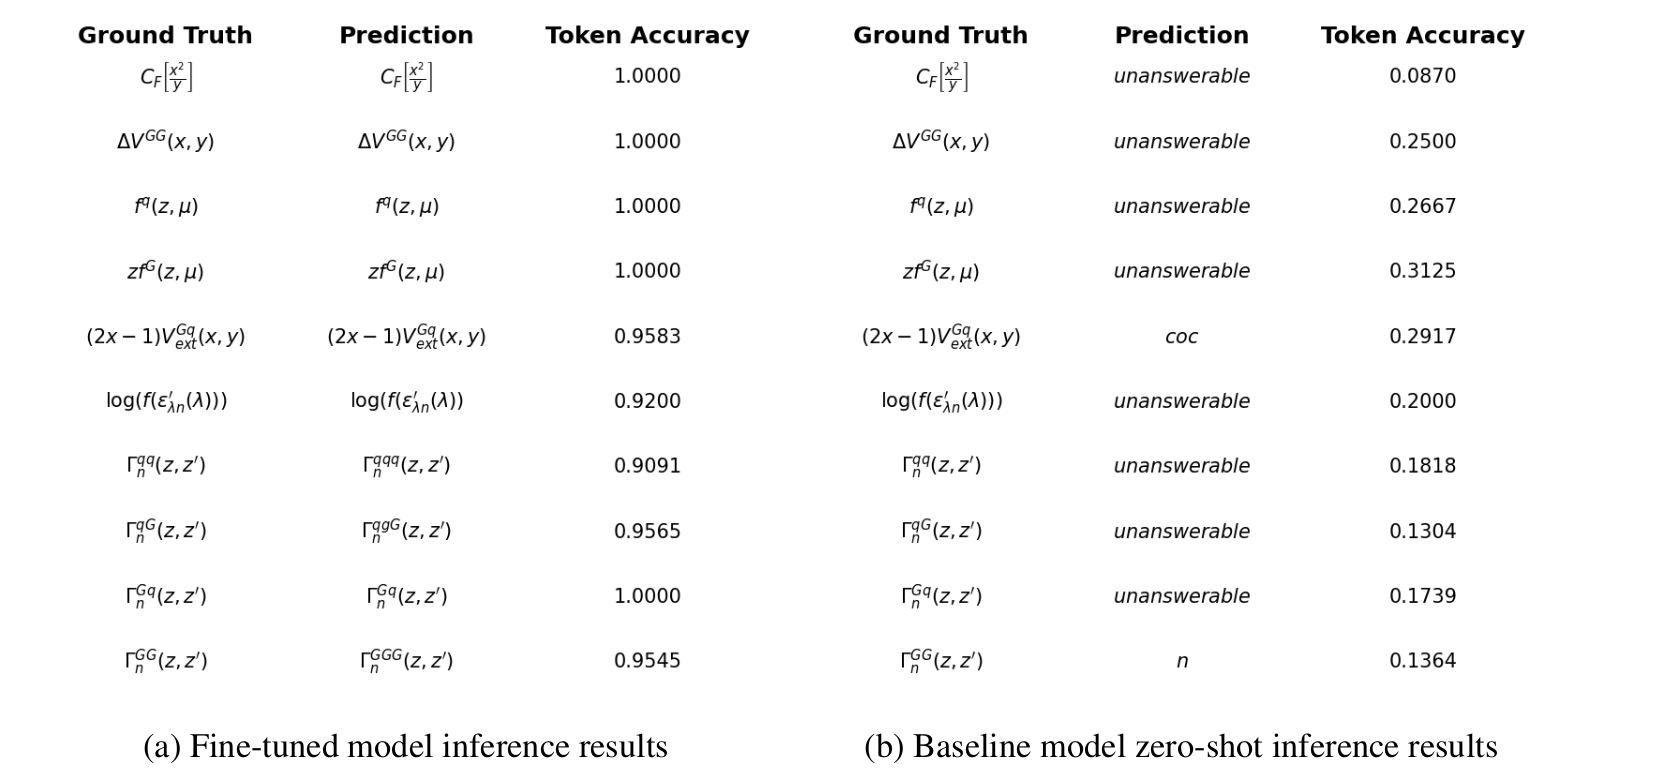 Ground Truth Prediction Token Accuracy Ground Truth Prediction Token Accuracy
$C_F\left[\frac{x^2}{y}\right]$ $C_F\left[\frac{x^2}{y}\right]$ 1.0000 $C_F\left[\frac{x^2}{y}\right]$ unanswerable 0.0870
$\Delta V^{GG}(x, y)$ $\Delta V^{GG}(x, y)$ 1.0000 $\Delta V^{GG}(x, y)$ unanswerable 0.2500
$f^q(z, \mu)$ $f^q(z, \mu)$ 1.0000 $f^q(z, \mu)$ unanswerable 0.2667
$zf^G(z, \mu)$ $zf^G(z, \mu)$ 1.0000 $zf^G(z, \mu)$ unanswerable 0.3125
$(2x - 1)V_{ext}^{Gq}(x, y)$ $(2x - 1)V_{ext}^{Gq}(x, y)$ 0.9583 $(2x - 1)V_{ext}^{Gq}(x, y)$ coc 0.2917
$\log(f(\varepsilon'_{\lambda n}(\lambda)))$ $\log(f(\varepsilon'_{\lambda n}(\lambda))$ 0.9200 $\log(f(\varepsilon'_{\lambda n}(\lambda)))$ unanswerable 0.2000
$\Gamma_n^{qq}(z, z')$ $\Gamma_n^{qqq}(z, z')$ 0.9091 $\Gamma_n^{qq}(z, z')$ unanswerable 0.1818
$\Gamma_n^{qG}(z, z')$ $\Gamma_n^{qgG}(z, z')$ 0.9565 $\Gamma_n^{qG}(z, z')$ unanswerable 0.1304
$\Gamma_n^{Gq}(z, z')$ $\Gamma_n^{Gq}(z, z')$ 1.0000 $\Gamma_n^{Gq}(z, z')$ unanswerable 0.1739
$\Gamma_n^{GG}(z, z')$ $\Gamma_n^{GGG}(z, z')$ 0.9545 $\Gamma_n^{GG}(z, z')$ n 0.1364
(a) Fine-tuned model inference results (b) Baseline model zero-shot inference results